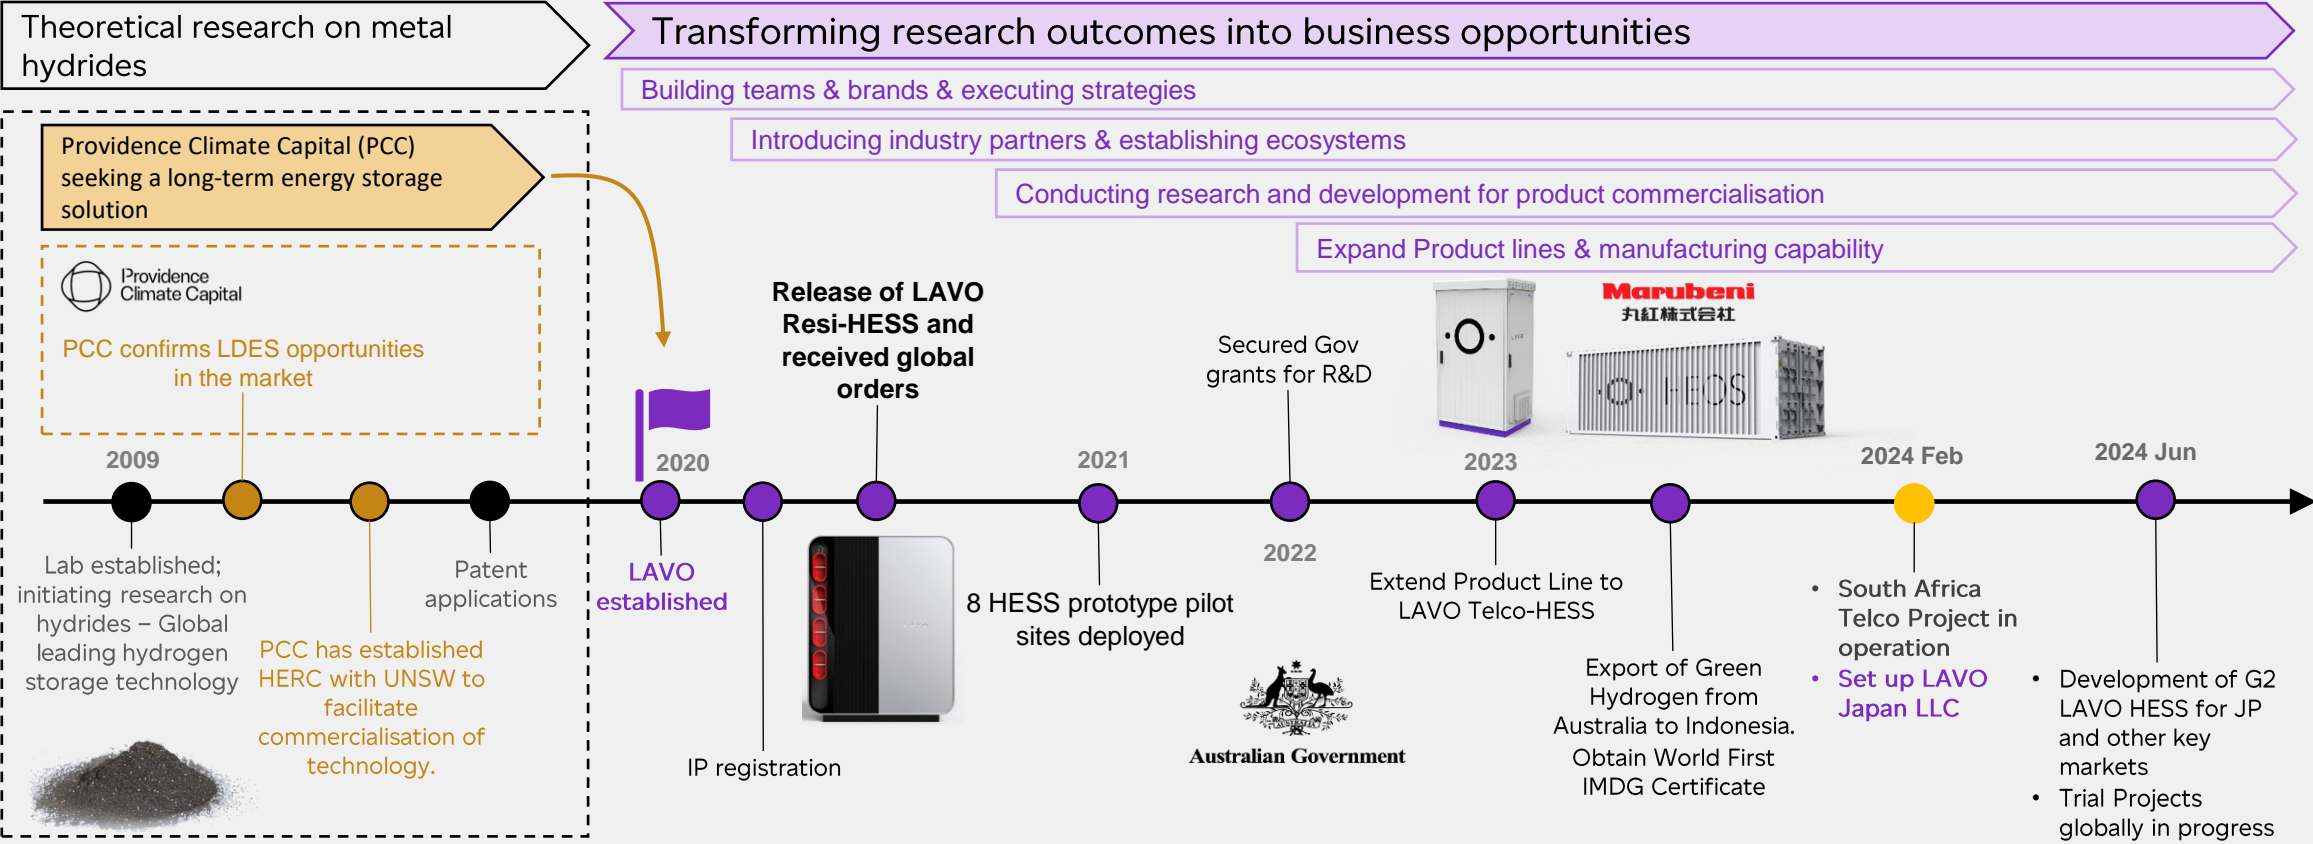 Theoretical research on metal
hydrides
Transforming research outcomes into business opportunities
Building teams & brands & executing strategies
Introducing industry partners & establishing ecosystems
Conducting research and development for product commercialisation
Expand Product lines & manufacturing capability
Providence Climate Capital (PCC)
seeking a long-term energy storage
solution
Providence
Climate Capital
PCC confirms LDES opportunities
in the market
Release of LAVO
Resi-HESS and
received global
orders
Secured Gov
grants for R&D
Marubeni
丸紅株式会社
LAVO
HEOS
2009
2020
2021
2023
2024 Feb
2024 Jun
2022
Lab established;
initiating research on
hydrides – Global
leading hydrogen
storage technology
PCC has established
HERC with UNSW to
facilitate
commercialisation of
technology.
Patent
applications
LAVO
established
IP registration
LAVO
8 HESS prototype pilot
sites deployed
AUSTRALIA
Australian Government
Extend Product Line to
LAVO Telco-HESS
Export of Green
Hydrogen from
Australia to Indonesia.
Obtain World First
IMDG Certificate
• South Africa
Telco Project in
operation
• Set up LAVO
Japan LLC
• Development of G2
LAVO HESS for JP
and other key
markets
• Trial Projects
globally in progress